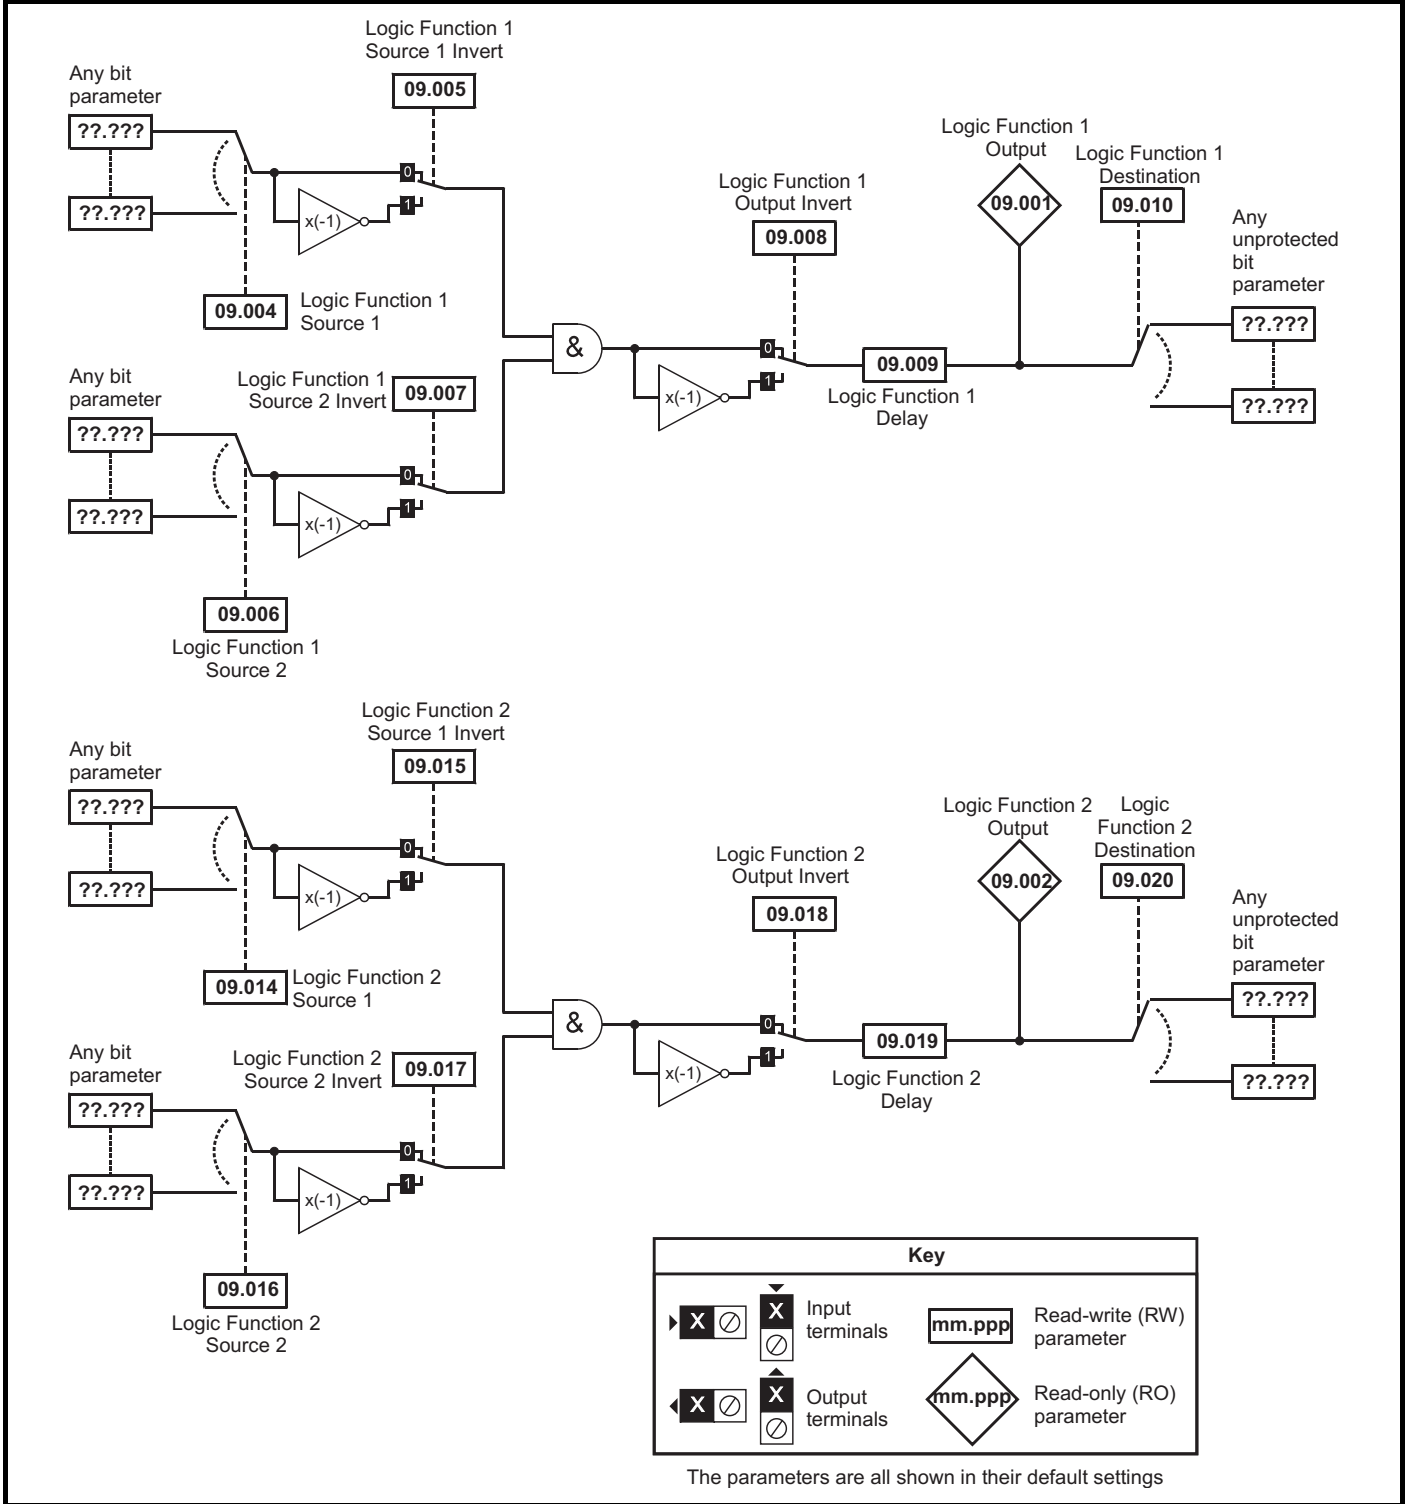 Logic Function 1
Source 1 Invert
09.005
Any bit
parameter
??.???
??.???
0
1
x(-1)
09.004
Logic Function 1
Source 1
Any bit
parameter
??.???
??.???
Logic Function 1
Source 2 Invert
09.007
0
1
x(-1)
09.006
Logic Function 1
Source 2
&
Logic Function 1
Output Invert
09.008
0
1
x(-1)
09.009
Logic Function 1
Delay
Logic Function 1
Output
09.001
Logic Function 1
Destination
09.010
Any
unprotected
bit
parameter
??.???
??.???
Logic Function 2
Source 1 Invert
09.015
Any bit
parameter
??.???
??.???
0
1
x(-1)
09.014
Logic Function 2
Source 1
Any bit
parameter
??.???
??.???
Logic Function 2
Source 2 Invert
09.017
0
1
x(-1)
09.016
Logic Function 2
Source 2
&
Logic Function 2
Output Invert
09.018
0
1
x(-1)
09.019
Logic Function 2
Delay
Logic Function 2
Output
09.002
Logic
Function 2
Destination
09.020
Any
unprotected
bit
parameter
??.???
??.???
Key
X
X
Input
terminals
mm.ppp
Read-write (RW)
parameter
X
X
Output
terminals
mm.ppp
Read-only (RO)
parameter
The parameters are all shown in their default settings